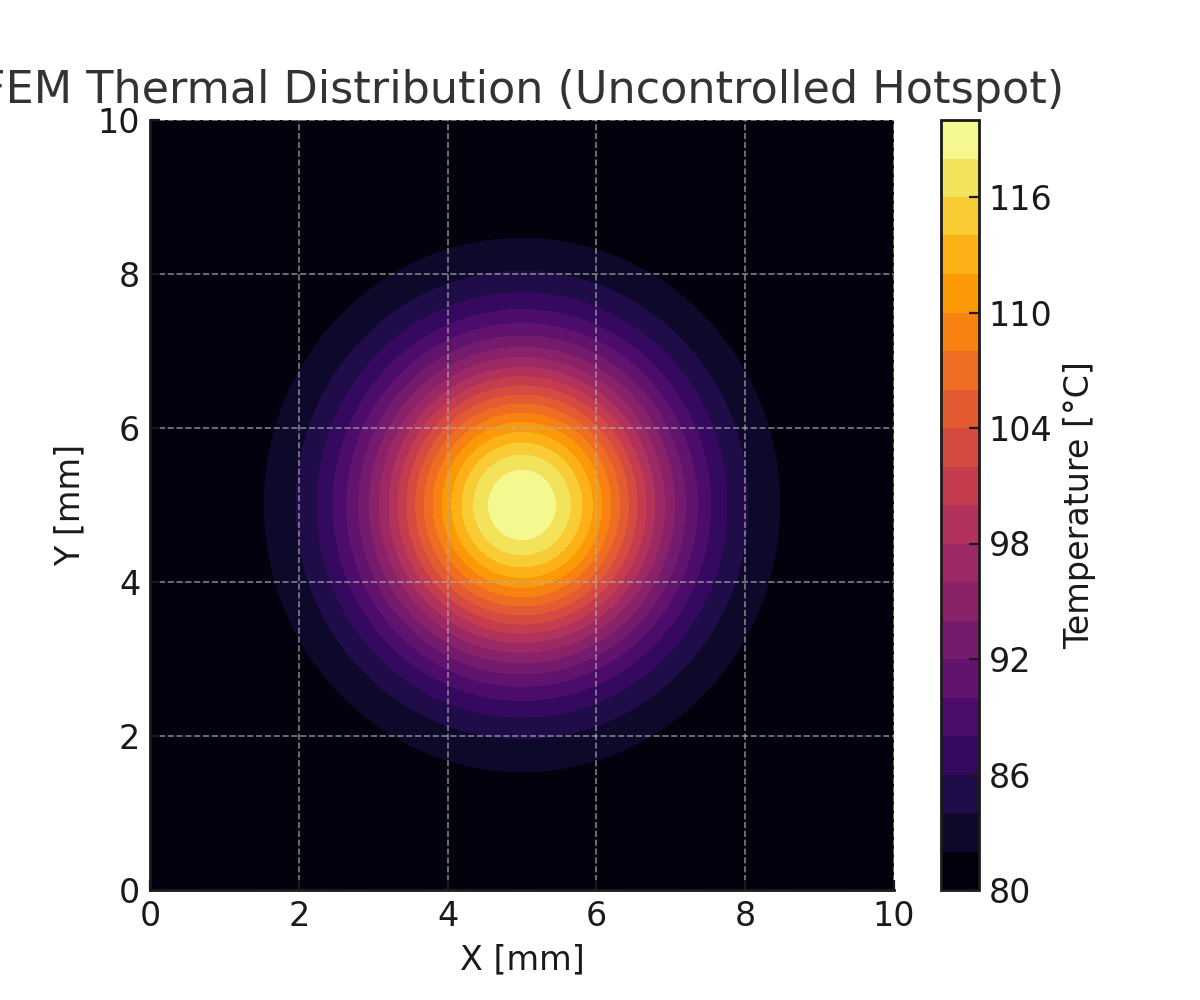 FEM Thermal Distribution (Uncontrolled Hotspot)
10
8
6
4
2
0
Y [mm]
0 2 4 6 8 10
X [mm]
116
110
104
98
92
86
80
Temperature [°C]